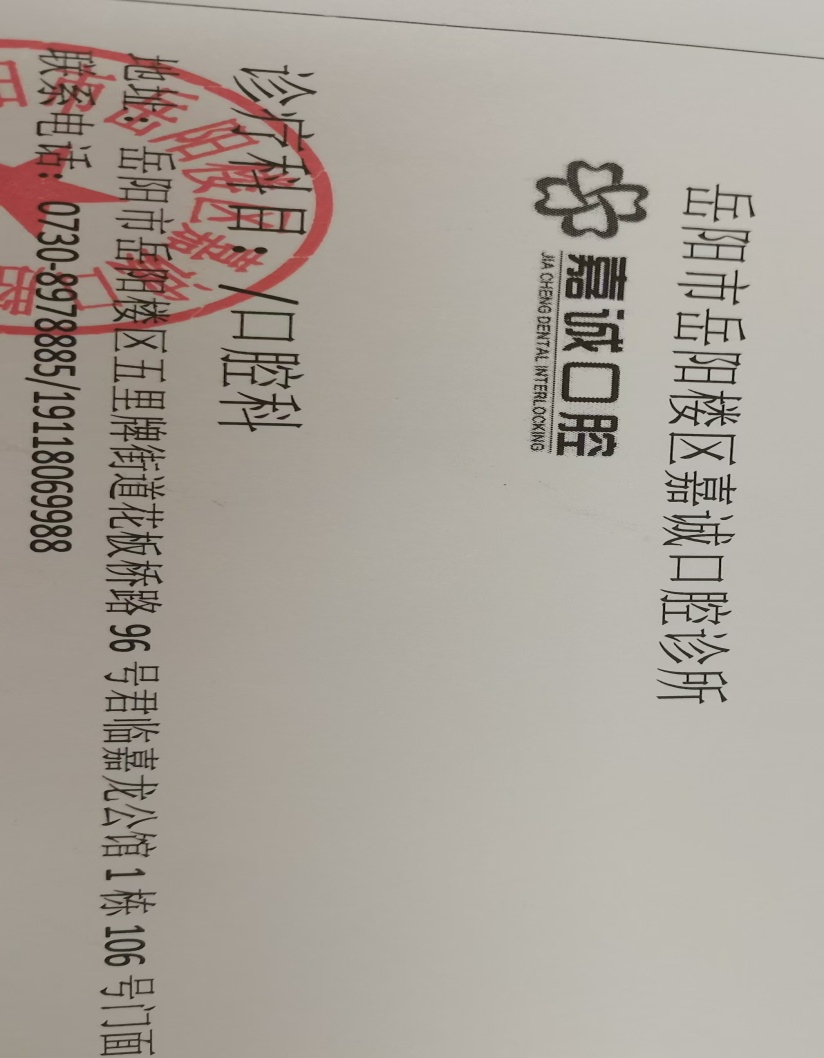 岳阳市岳阳楼区嘉诚口腔诊所
嘉诚口腔
JIA CHENG DENTAL INTERLOCKING
诊疗科目：/口腔科
地址：岳阳市岳阳楼区五里牌街道花板桥路96号君临嘉龙公馆1栋106号门面
联系电话：0730-8978885/19118069988